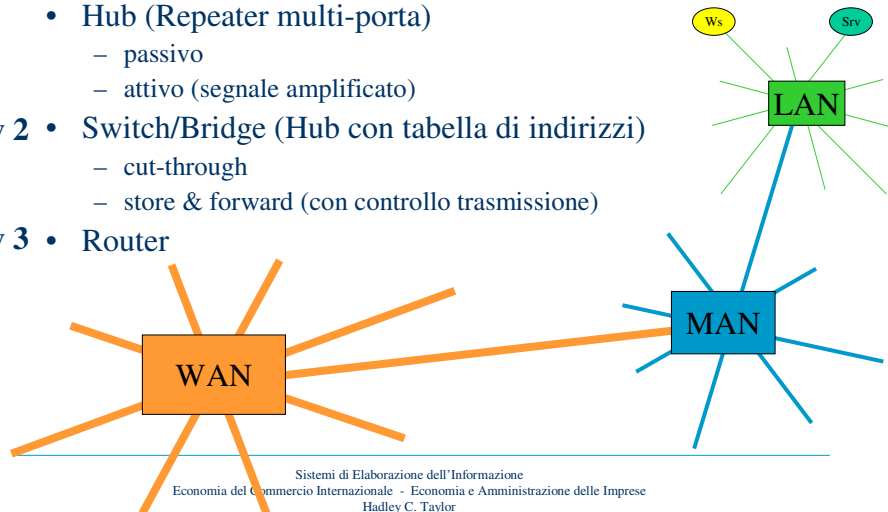 • Hub (Repeater multi-porta)
– passivo
– attivo (segnale amplificato)
2 • Switch/Bridge (Hub con tabella di indirizzi)
– cut-through
– store & forward (con controllo trasmissione)
3 • Router
Ws
Srv
LAN
MAN
WAN
Sistemi di Elaborazione dell'Informazione
Economia del Commercio Internazionale - Economia e Amministrazione delle Imprese
Hadley C. Taylor